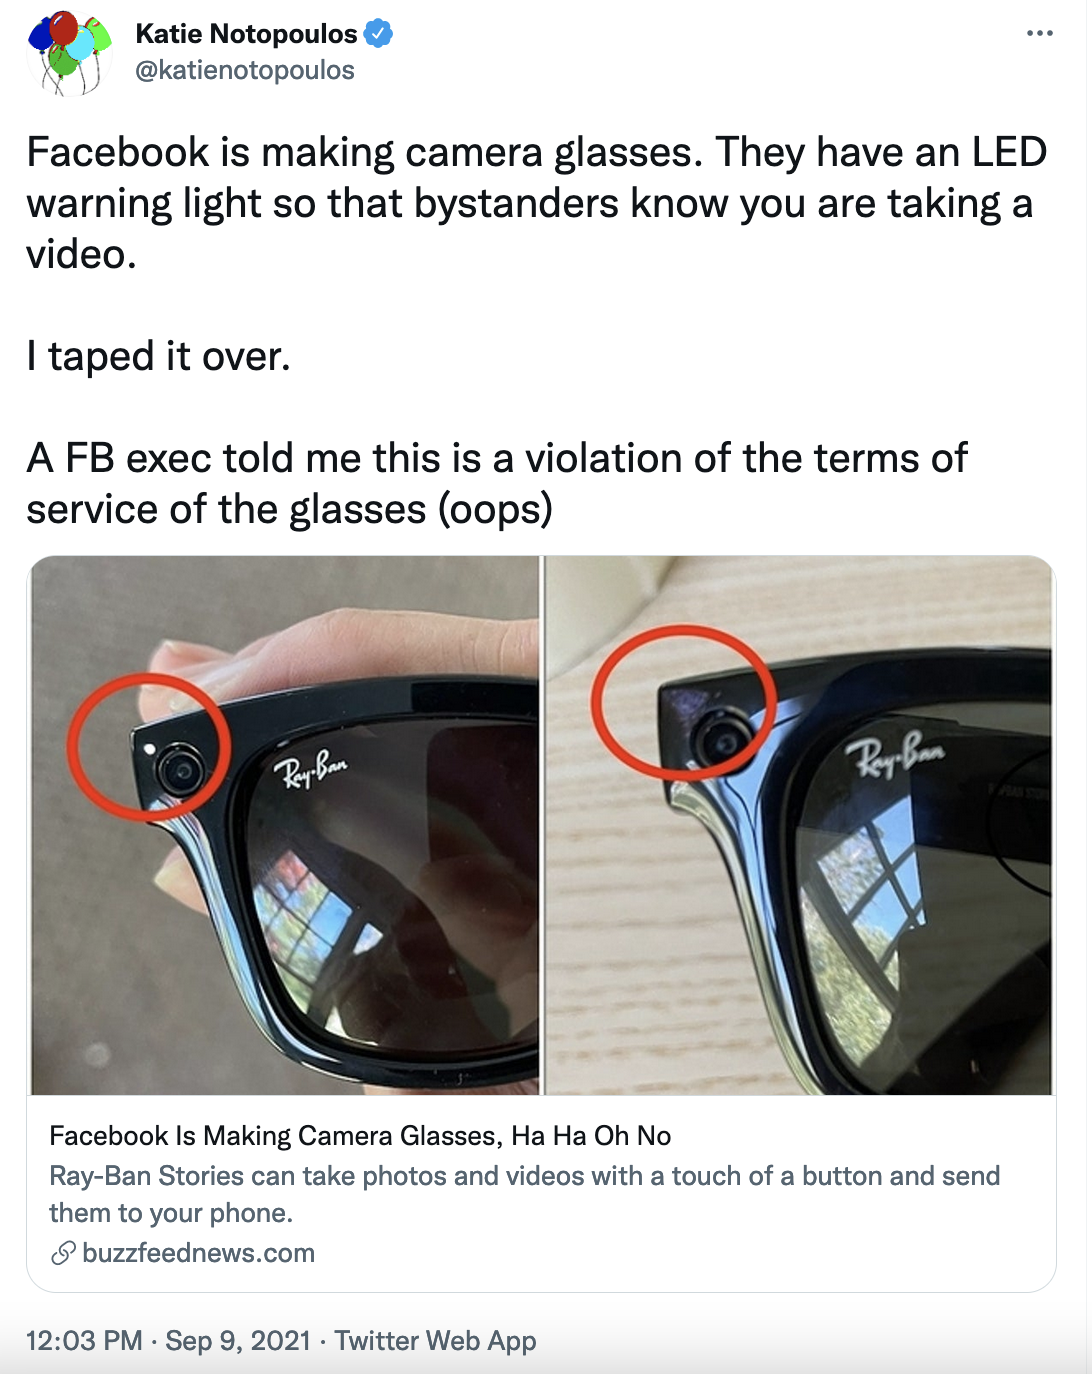 Katie Notopoulos
@katienotopoulos
Facebook is making camera glasses. They have an LED
warning light so that bystanders know you are taking a
video.
I taped it over.
A FB exec told me this is a violation of the terms of
service of the glasses (oops)
Ray-Ban
Ray-Ban
Facebook Is Making Camera Glasses, Ha Ha Oh No
Ray-Ban Stories can take photos and videos with a touch of a button and send
them to your phone.
buzzfeednews.com
12:03 PM · Sep 9, 2021 · Twitter Web App